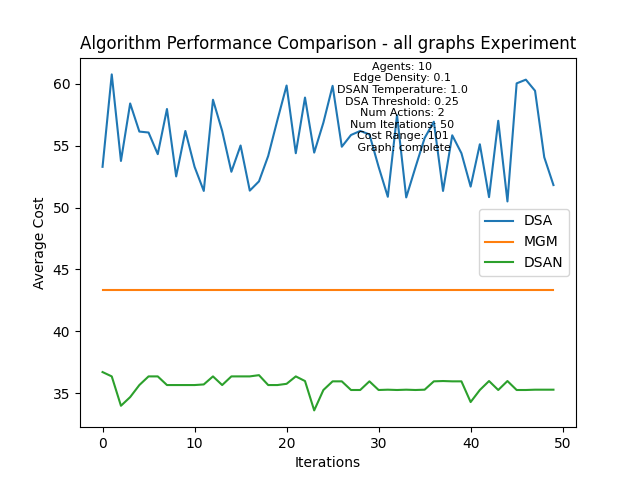 Algorithm Performance Comparison - all graphs Experiment
Agents: 10
Edge Density: 0.1
DSAN Temperature: 1.0
DSA Threshold: 0.25
Num Actions: 2
Num Iterations: 50
Cost Range: 101
Graph: complete
60
55
50
45
40
35
Average Cost
DSA
MGM
DSAN
0
10
20
30
40
50
Iterations